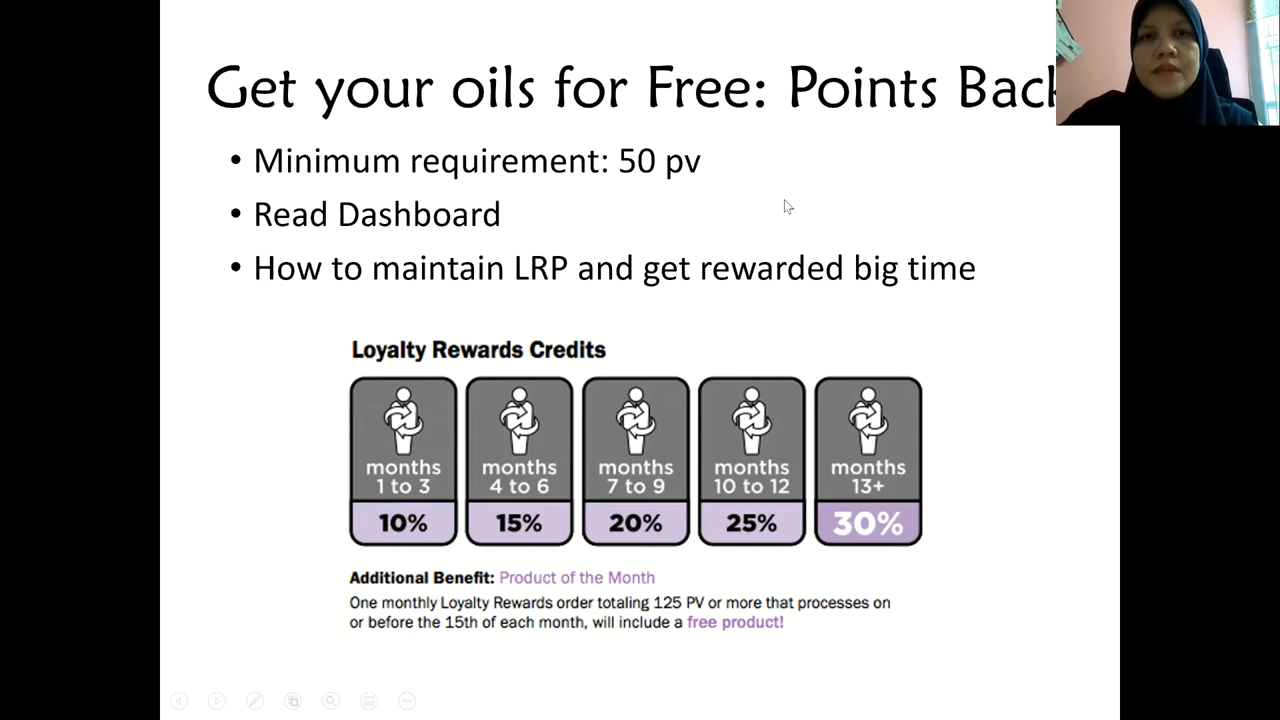 Get your oils for Free: Points Back
• Minimum requirement: 50 pv
• Read Dashboard
• How to maintain LRP and get rewarded big time
Loyalty Rewards Credits
months
1 to 3
10%
months
4 to 6
15%
months
7 to 9
20%
months
10 to 12
25%
months
13+
30%
Additional Benefit: Product of the Month
One monthly Loyalty Rewards order totaling 125 PV or more that processes on
or before the 15th of each month, will include a free product!